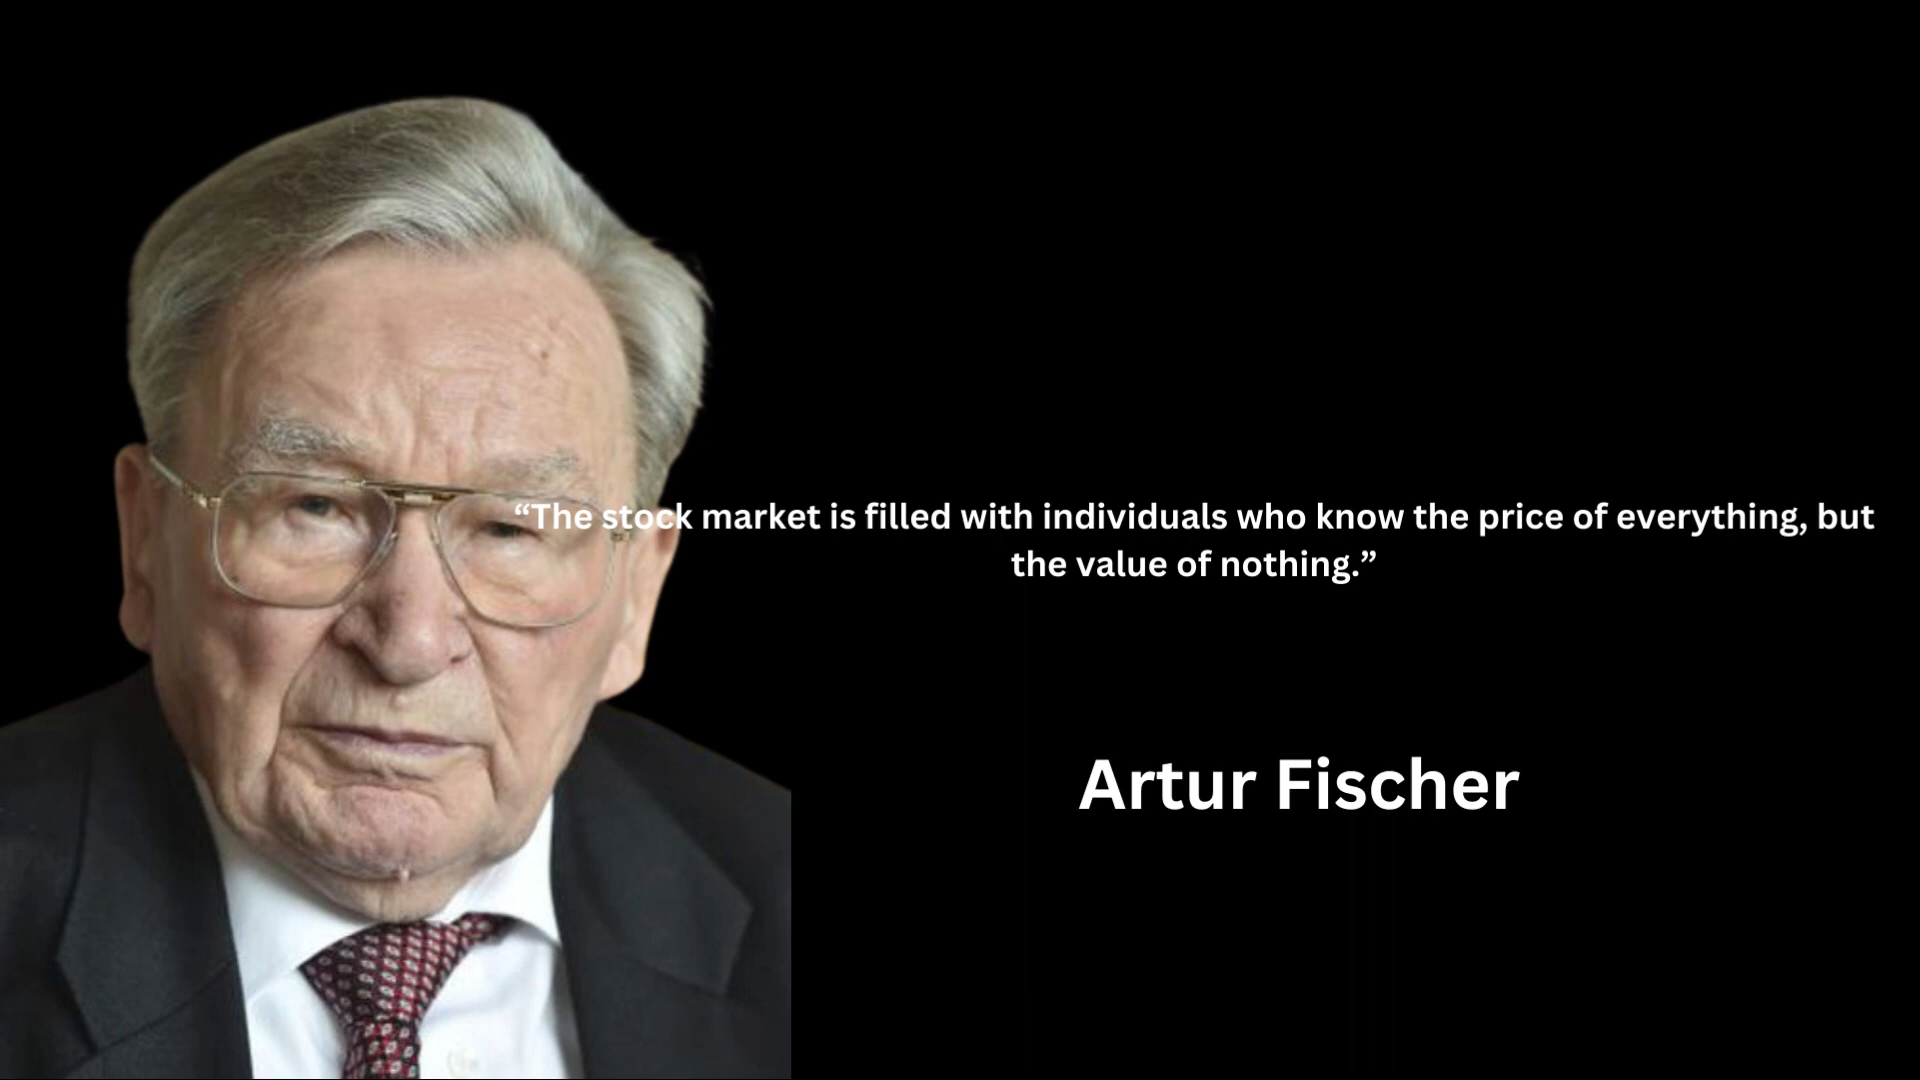 “The stock market is filled with individuals who know the price of everything, but
the value of nothing.”
Artur Fischer